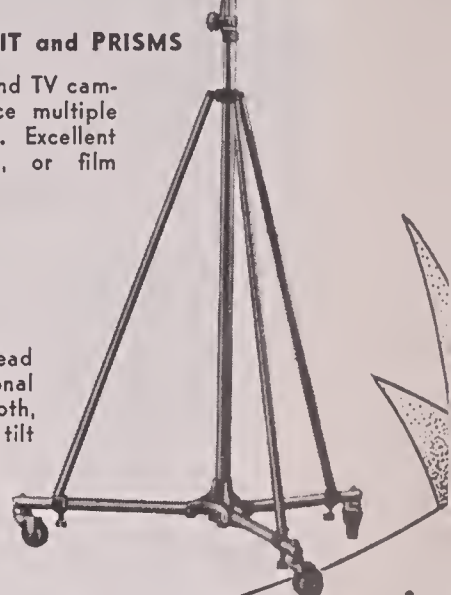 IT and PRISMS
nd TV cam-
ce multiple
. Excellent
, or film
ead
onal
oth,
tilt